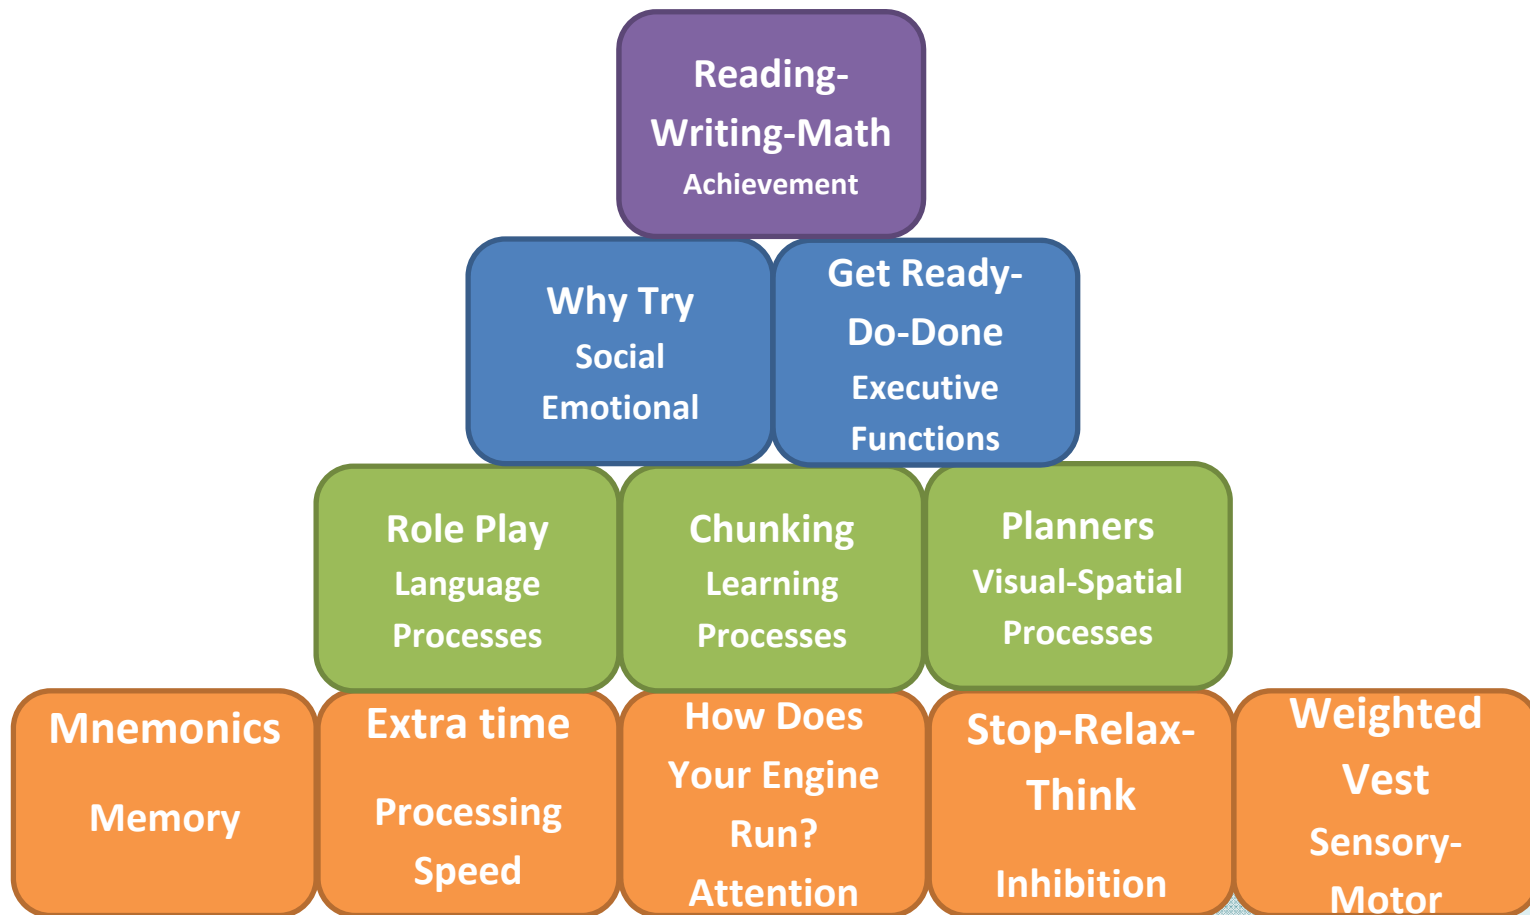 Reading-
Writing-Math
Achievement
Why Try
Social
Emotional
Get Ready-
Do-Done
Executive
Functions
Role Play
Language
Processes
Chunking
Learning
Processes
Planners
Visual-Spatial
Processes
Mnemonics
Memory
Extra time
Processing
Speed
How Does
Your Engine
Run?
Attention
Stop-Relax-
Think
Inhibition
Weighted
Vest
Sensory-
Motor